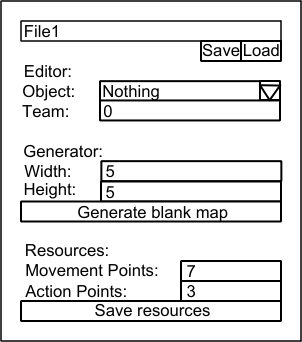 File1
Save Load
Editor:
Object: Nothing
Team: 0
Generator:
Width: 5
Height: 5
Generate blank map
Resources:
Movement Points: 7
Action Points: 3
Save resources